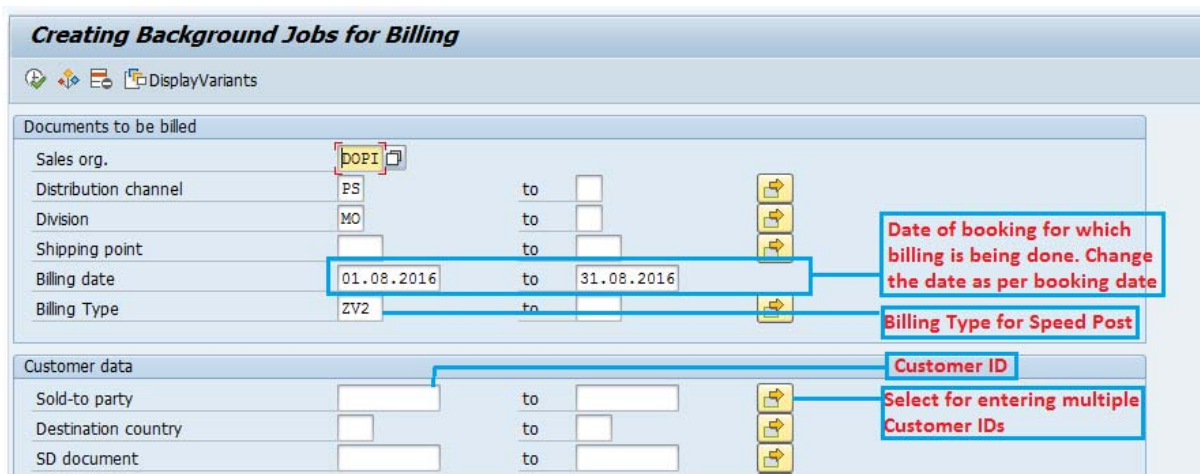 Creating Background Jobs for Billing
DisplayVariants
Documents to be billed
Sales org. DOPI
Distribution channel PS to
Division MO to
Shipping point to
Billing date 01.08.2016 to 31.08.2016
Billing Type ZV2 to
Date of booking for which
billing is being done. Change
the date as per booking date
Billing Type for Speed Post
Customer data
Customer ID
Sold-to party to
Select for entering multiple
Customer IDs
Destination country to
SD document to